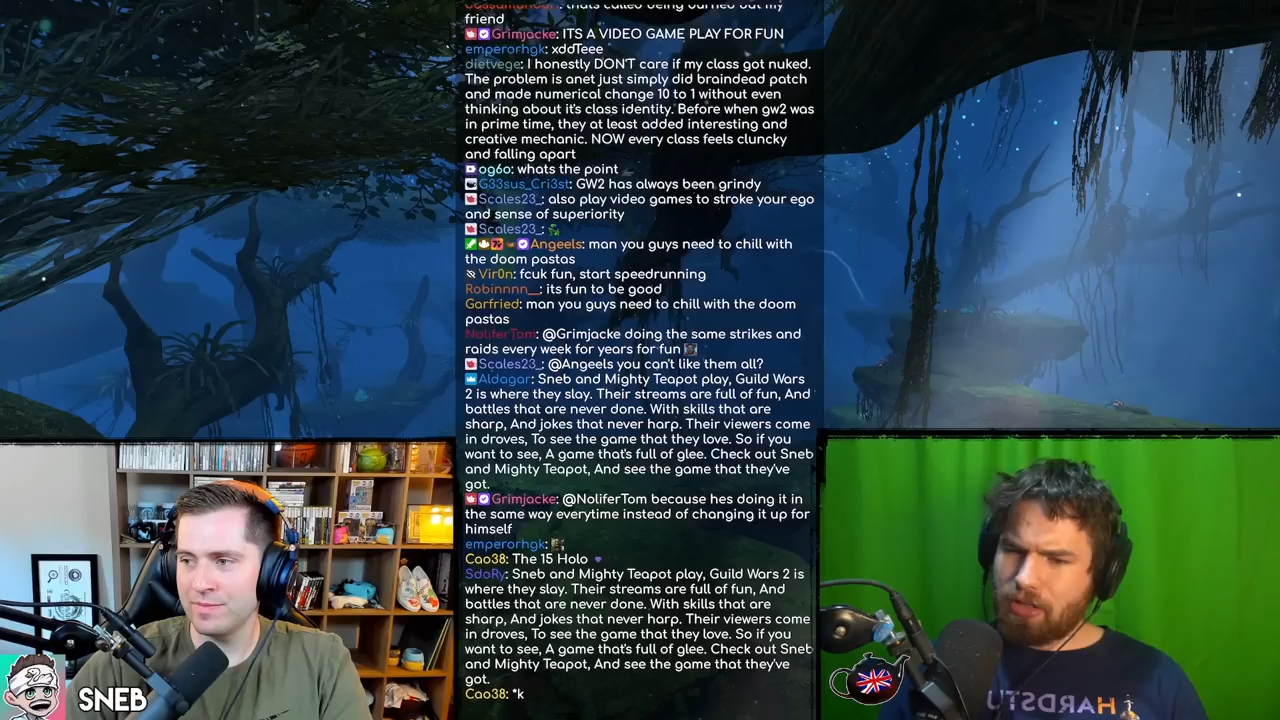 friend
Grimjacke: ITS A VIDEO GAME PLAY FOR FUN
emperorhgk: xddTeee
dietvege: I honestly DON'T care if my class got nuked.
The problem is anet just simply did braindead patch
and made numerical change 10 to 1 without even
thinking about it's class identity. Before when gw2 was
in prime time, they at least added interesting and
creative mechanic. NOW every class feels cluncky
and falling apart
og6o: whats the point
G33sus_Cri3st: GW2 has always been grindy
Scales23_: also play video games to stroke your ego
and sense of superiority
Scales23_:
Angeels: man you guys need to chill with
the doom pastas
Vir0n: fcuk fun, start speedrunning
Robinnnn__: its fun to be good
Garfried: man you guys need to chill with the doom
pastas
NoliferTom: @Grimjacke doing the same strikes and
raids every week for years for fun
Scales23_: @Angeels you can't like them all?
Aldagar: Sneb and Mighty Teapot play, Guild Wars
2 is where they slay. Their streams are full of fun, And
battles that are never done. With skills that are
sharp, And jokes that never harp. Their viewers come
in droves, To see the game that they love. So if you
want to see, A game that's full of glee. Check out Sneb
and Mighty Teapot, And see the game that they've
got.
Grimjacke: @NoliferTom because hes doing it in
the same way everytime instead of changing it up for
himself
emperorhgk:
Cao38: The 15 Holo
SdoRy: Sneb and Mighty Teapot play, Guild Wars 2 is
where they slay. Their streams are full of fun, And
battles that are never done. With skills that are
sharp, And jokes that never harp. Their viewers come
in droves, To see the game that they love. So if you
want to see, A game that's full of glee. Check out Sneb
and Mighty Teapot, And see the game that they've
got.
Cao38: *k
SNEB
HARDSTU